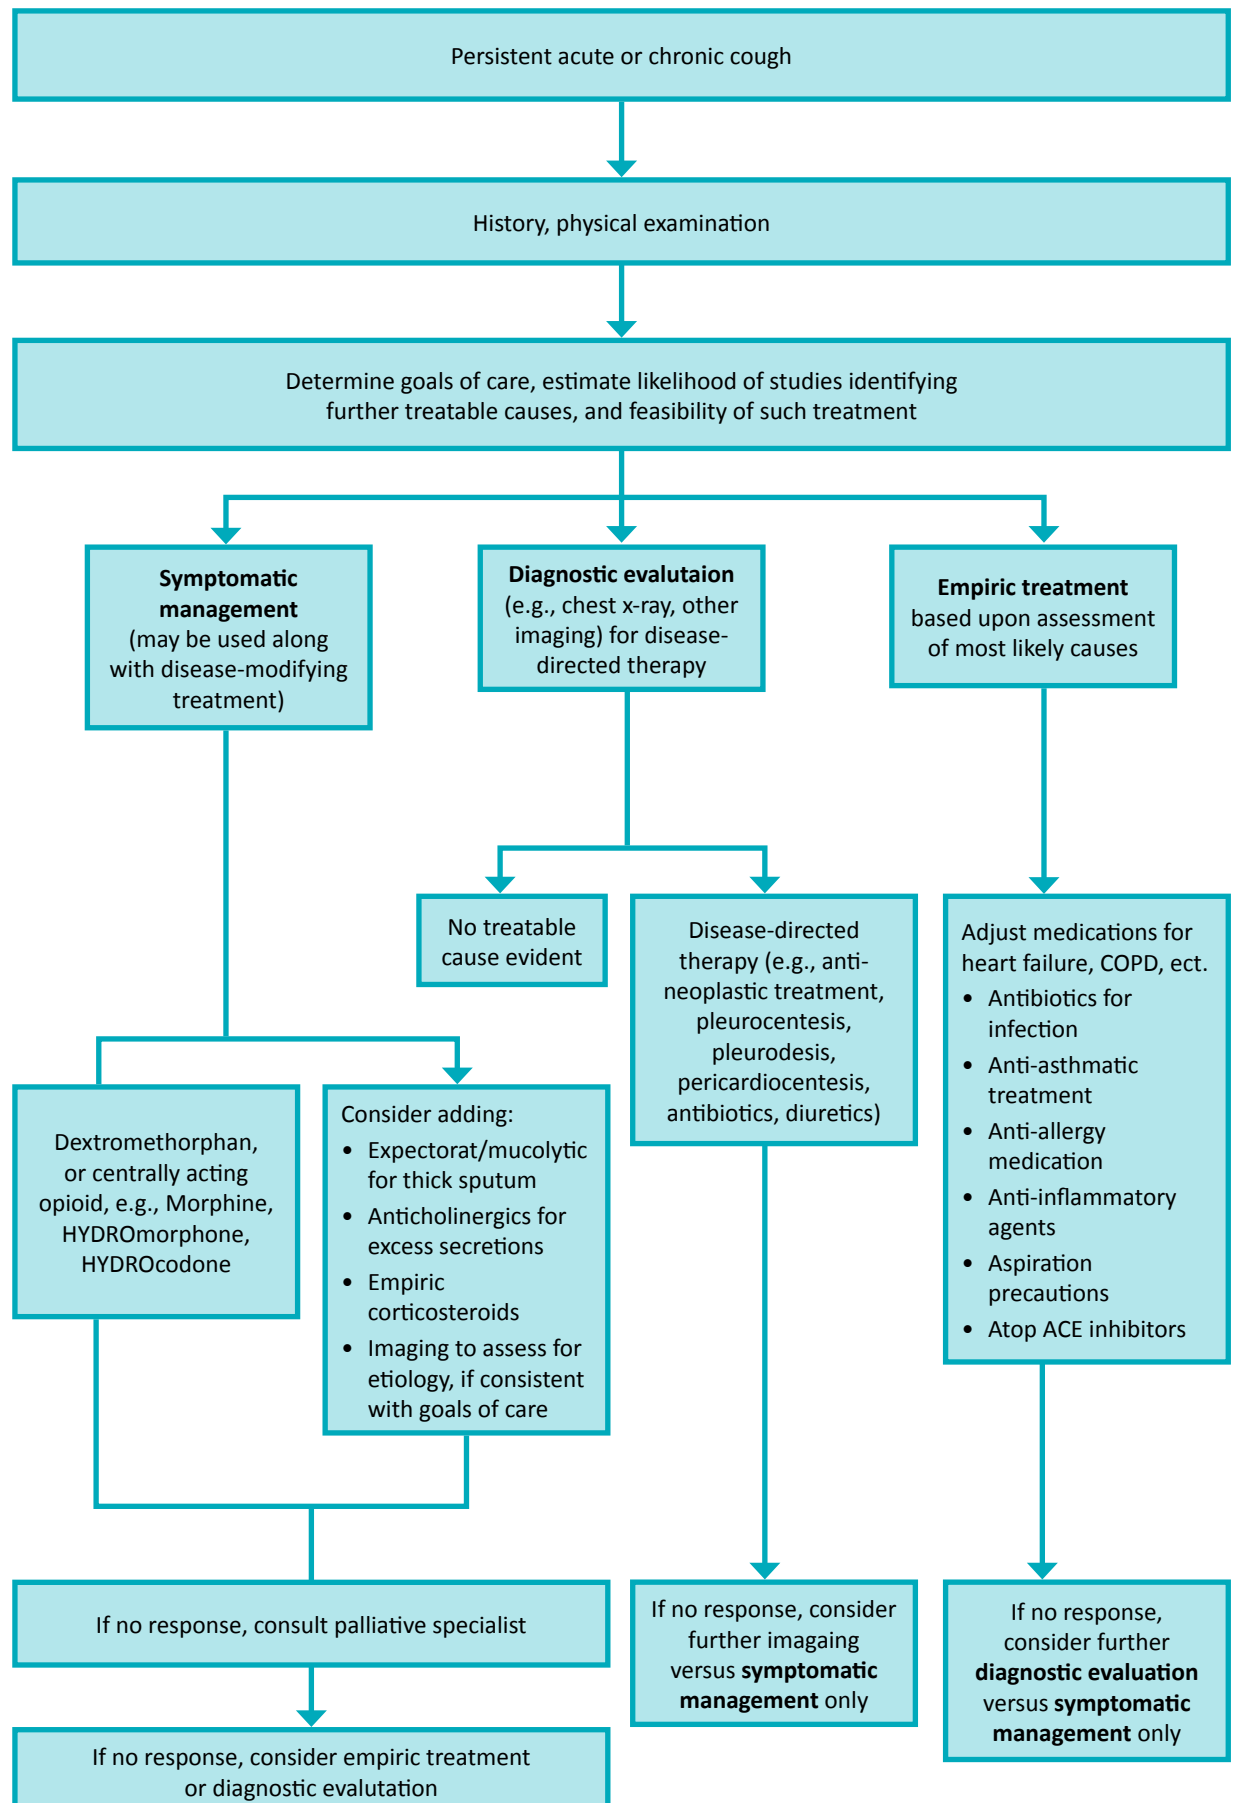 Persistent acute or chronic cough
History, physical examination
Determine goals of care, estimate likelihood of studies identifying
further treatable causes, and feasibility of such treatment
Symptomatic
management
(may be used along
with disease-modifying
treatment)
Diagnostic evalutaion
(e.g., chest x-ray, other
imaging) for disease-
directed therapy
Empiric treatment
based upon assessment
of most likely causes
No treatable
cause evident
Disease-directed
therapy (e.g., anti-
neoplastic treatment,
pleurocentesis,
pleurodesis,
pericardiocentesis,
antibiotics, diuretics)
Adjust medications for
heart failure, COPD, ect.
• Antibiotics for
infection
• Anti-asthmatic
treatment
• Anti-allergy
medication
• Anti-inflammatory
agents
• Aspiration
precautions
• Atop ACE inhibitors
Dextromethorphan,
or centrally acting
opioid, e.g., Morphine,
HYDROmorphone,
HYDROcodone
Consider adding:
• Expectorat/mucolytic
for thick sputum
• Anticholinergics for
excess secretions
• Empiric
corticosteroids
• Imaging to assess for
etiology, if consistent
with goals of care
If no response, consult palliative specialist
If no response, consider empiric treatment
or diagnostic evalutation
If no response, consider
further imagaing
versus symptomatic
management only
If no response,
consider further
diagnostic evaluation
versus symptomatic
management only